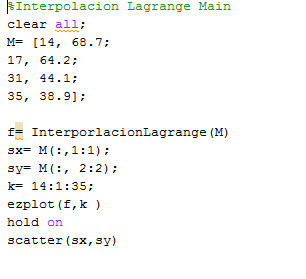 %Interpolacion Lagrange Main
clear all;
M= [14, 68.7;
17, 64.2;
31, 44.1;
35, 38.9];
f= InterporlacionLagrange(M)
sx= M(:,1:1);
sy= M(:, 2:2);
k= 14:1:35;
ezplot(f,k )
hold on
scatter(sx,sy)